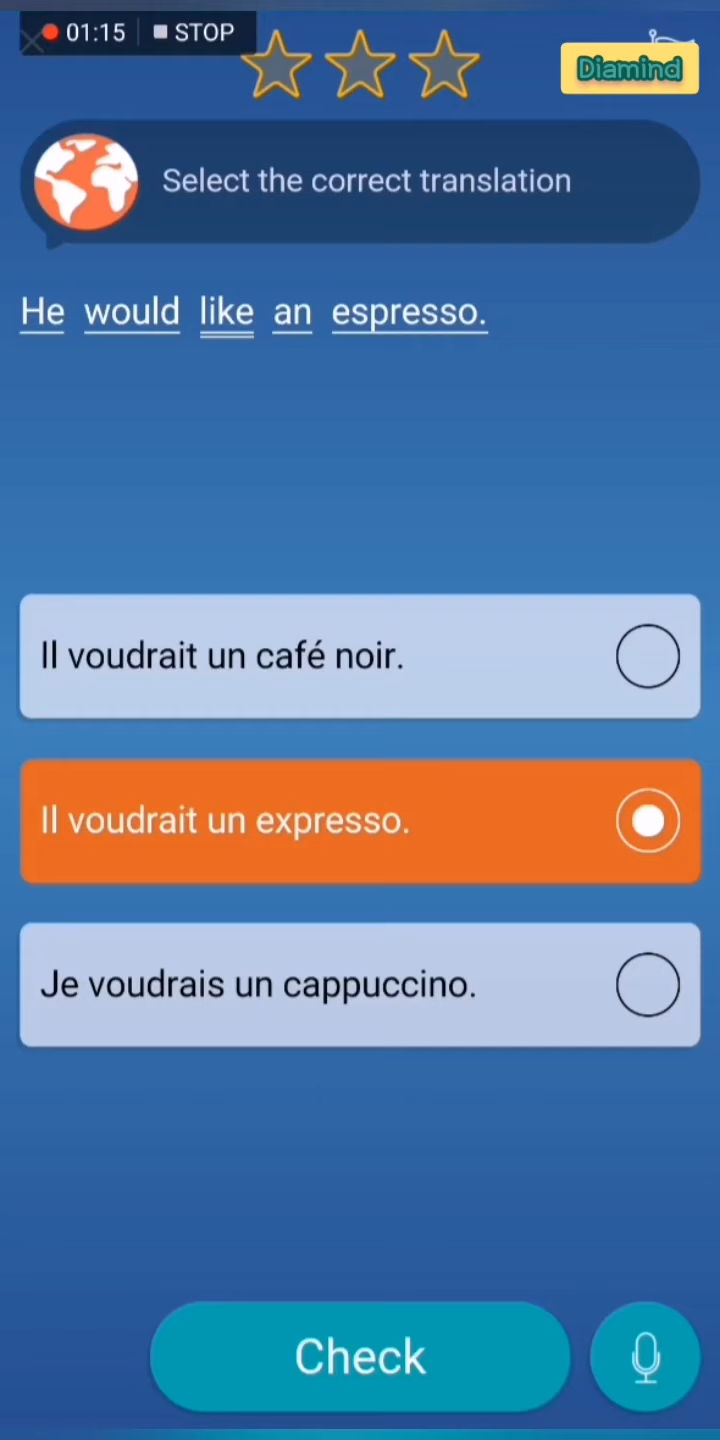 01:15 STOP
Diamind
Select the correct translation
He would like an espresso.
Il voudrait un café noir.
Il voudrait un expresso.
Je voudrais un cappuccino.
Check